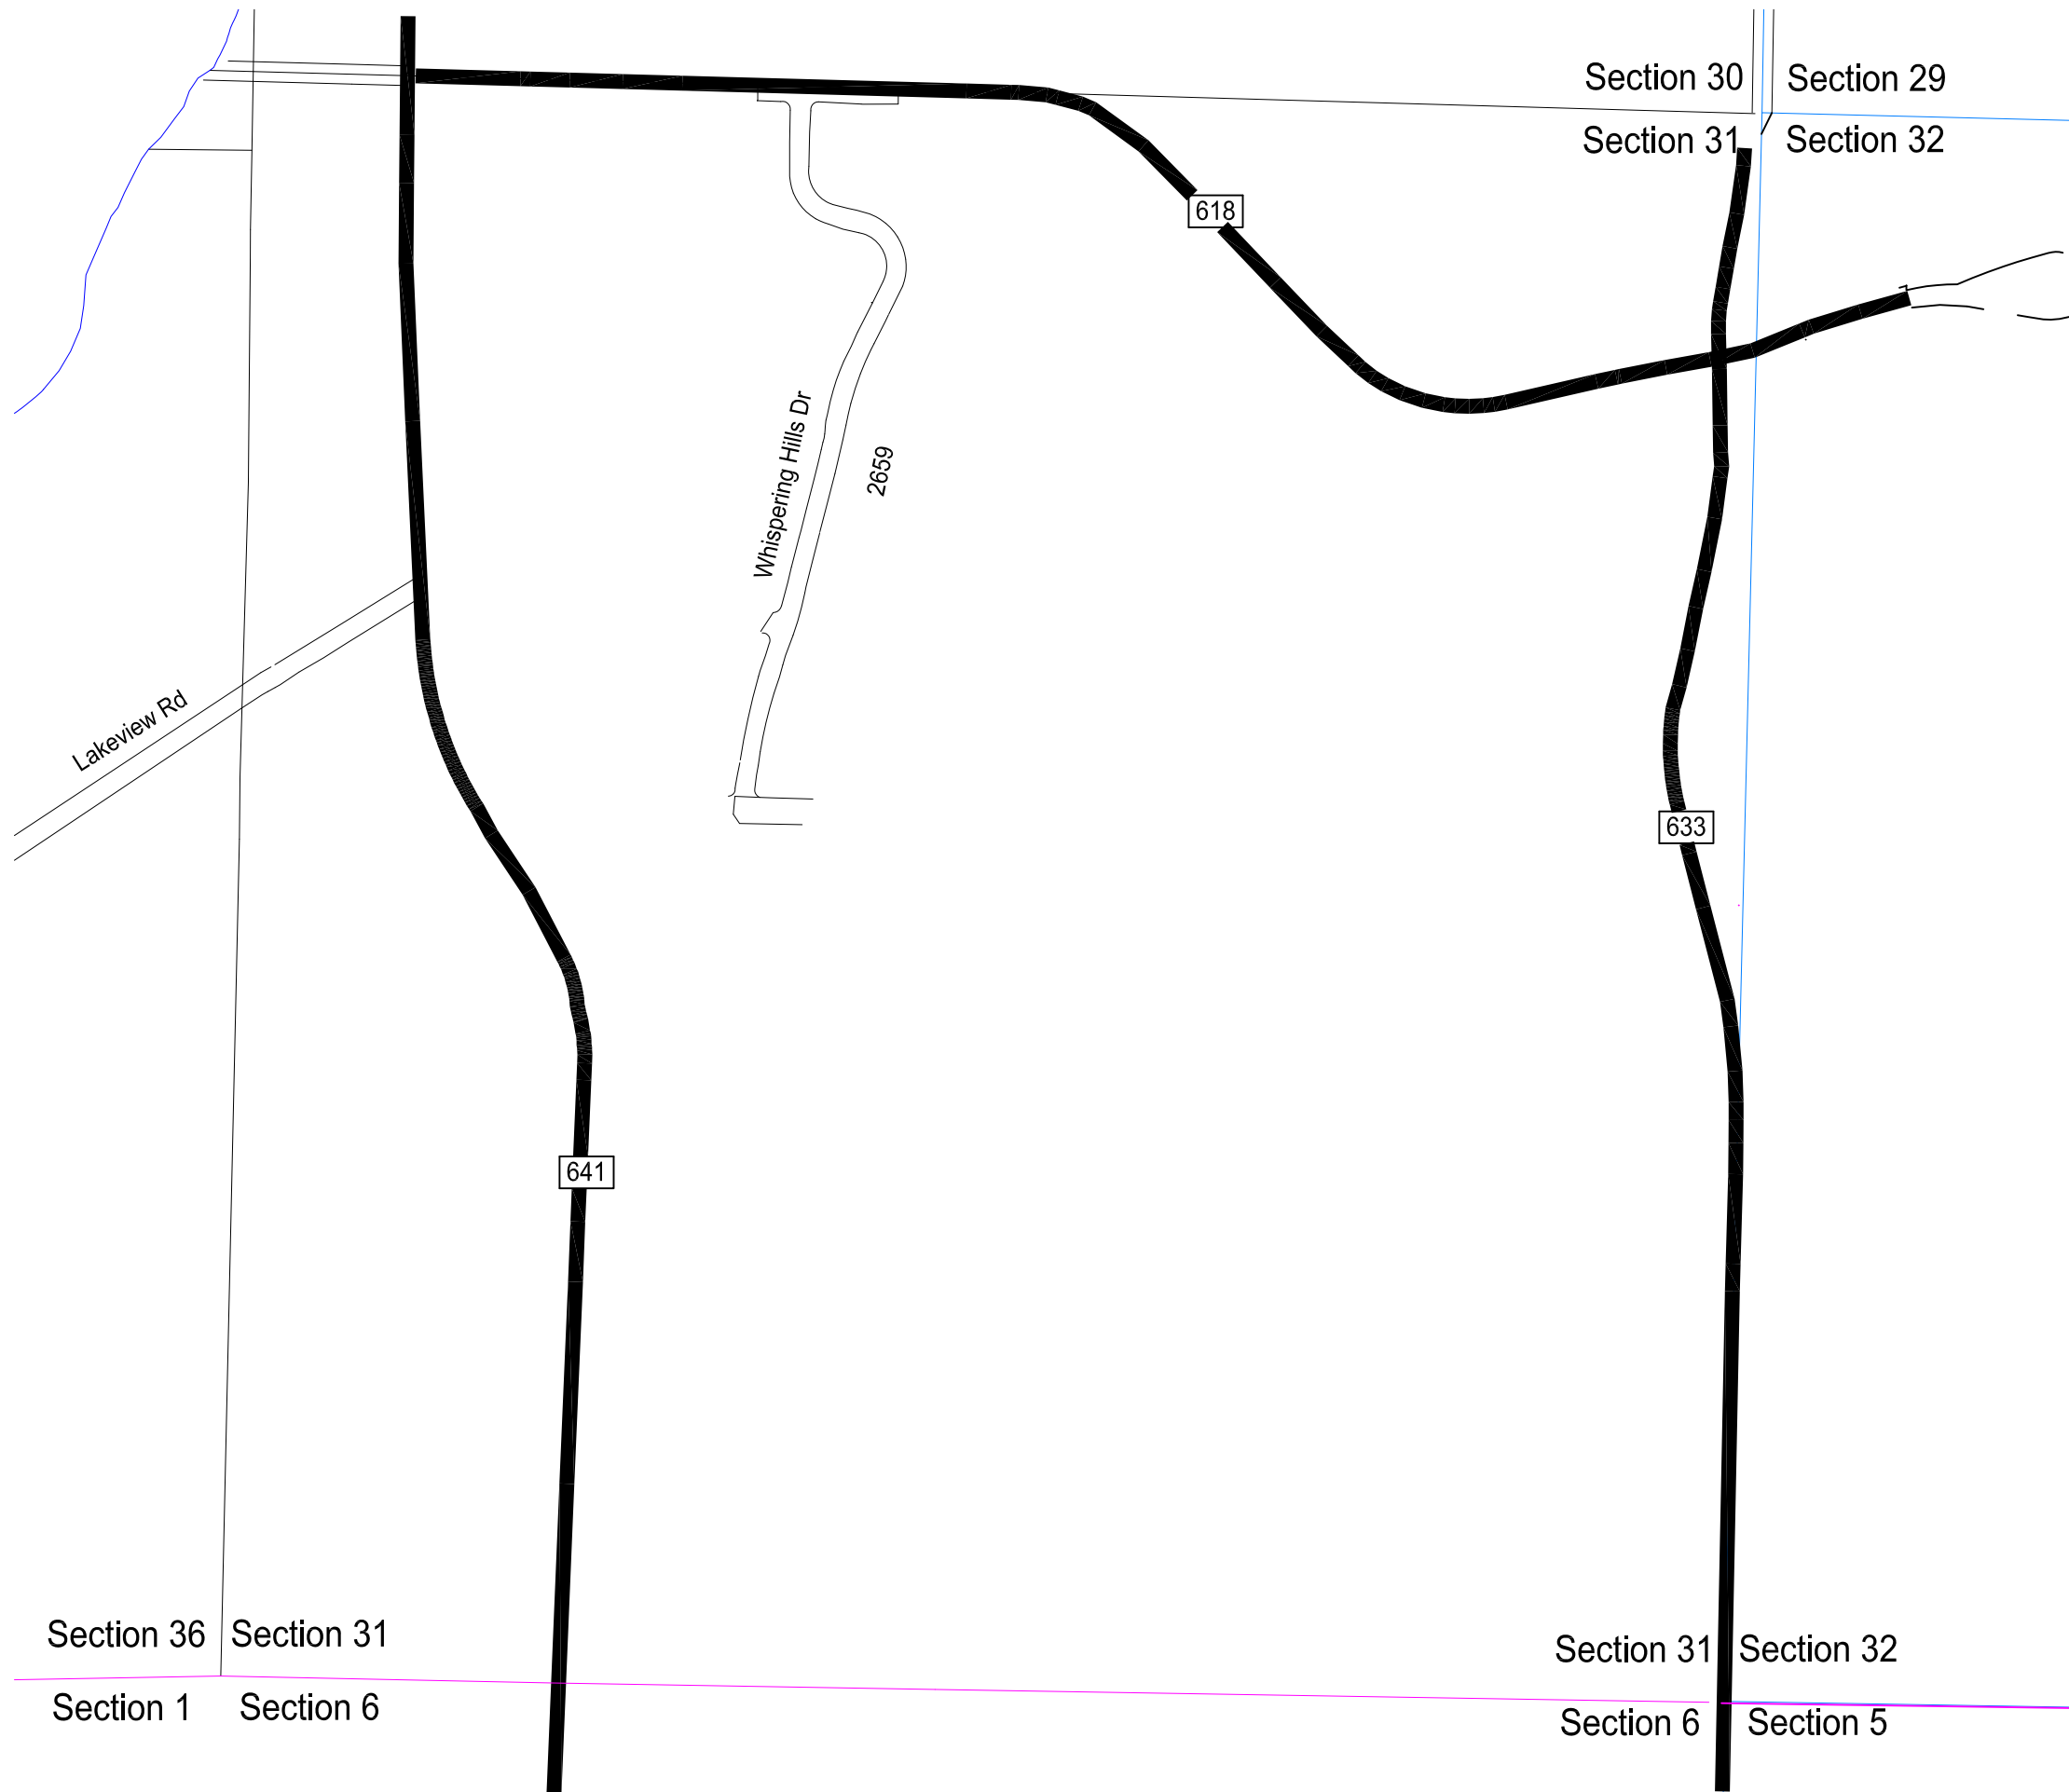 Section 30
Section 29
Section 31
Section 32
618
Whispering Hills Dr
2659
Lakeview Rd
633
641
Section 36
Section 31
Section 31
Section 32
Section 1
Section 6
Section 6
Section 5